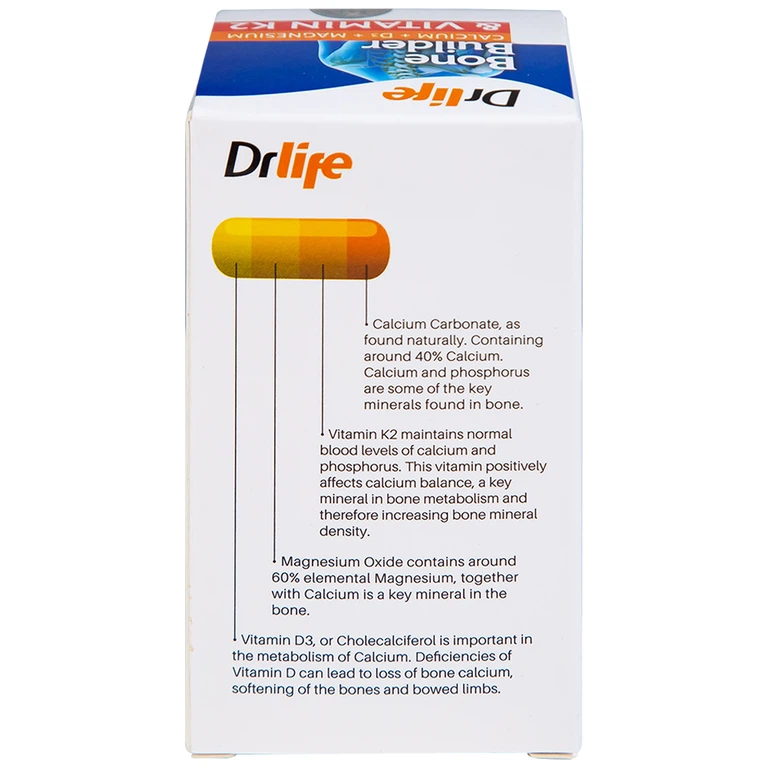 & VITAMIN K2
CALCIUM + D3 + MAGNESIUM
Bone
Builder
Drlife
Drlife
Calcium Carbonate, as
found naturally. Containing
around 40% Calcium.
Calcium and phosphorus
are some of the key
minerals found in bone.
Vitamin K2 maintains normal
blood levels of calcium and
phosphorus. This vitamin positively
affects calcium balance, a key
mineral in bone metabolism and
therefore increasing bone mineral
density.
Magnesium Oxide contains around
60% elemental Magnesium, together
with Calcium is a key mineral in the
bone.
Vitamin D3, or Cholecalciferol is important in
the metabolism of Calcium. Deficiencies of
Vitamin D can lead to loss of bone calcium,
softening of the bones and bowed limbs.